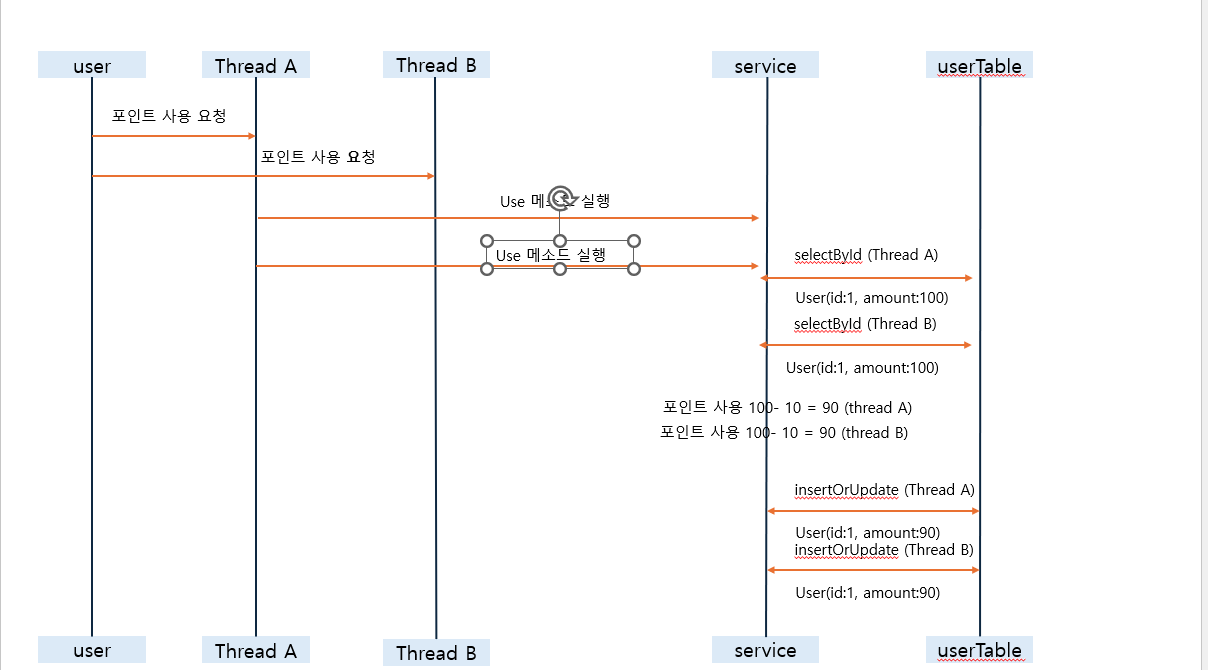 user
Thread A
Thread B
service
userTable
포인트 사용 요청
포인트 사용 요청
Use 메소드 실행
Use 메소드 실행
selectById (Thread A)
User(id:1, amount:100)
selectById (Thread B)
User(id:1, amount:100)
포인트 사용 100- 10 = 90 (thread A)
포인트 사용 100- 10 = 90 (thread B)
insertOrUpdate (Thread A)
User(id:1, amount:90)
insertOrUpdate (Thread B)
User(id:1, amount:90)
user
Thread A
Thread B
service
userTable